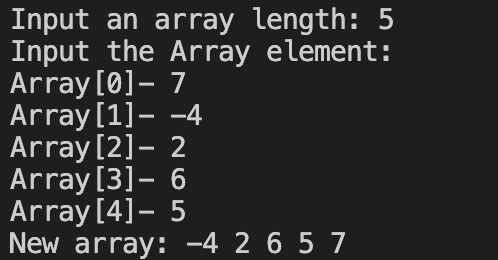 Input an array length: 5
Input the Array element:
Array[0]- 7
Array[1]- -4
Array[2]- 2
Array[3]- 6
Array[4]- 5
New array: -4 2 6 5 7